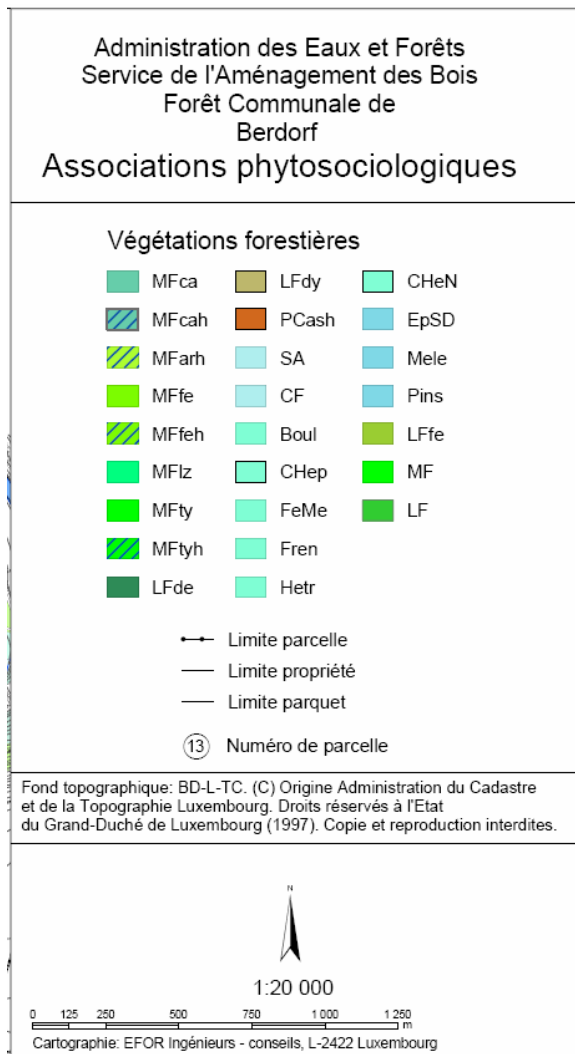 Administration des Eaux et Forêts
Service de l'Aménagement des Bois
Forêt Communale de
Berdorf
Associations phytosociologiques
Végétations forestières
MFca LFdy CHeN
MFcah PCash EpSD
MFarh SA Mele
MFfe CF Pins
MFfeh Boul LFfe
MFlz CHep MF
MFty FeMe LF
MFtyh Fren
LFde Hetr
Limite parcelle
Limite propriété
Limite parquet
13 Numéro de parcelle
Fond topographique: BD-L-TC. (C) Origine Administration du Cadastre
et de la Topographie Luxembourg. Droits réservés à l'Etat
du Grand-Duché de Luxembourg (1997). Copie et reproduction interdites.
N
1:20 000
0 125 250 500 750 1 000 1 250
m
Cartographie: EFOR Ingénieurs - conseils, L-2422 Luxembourg